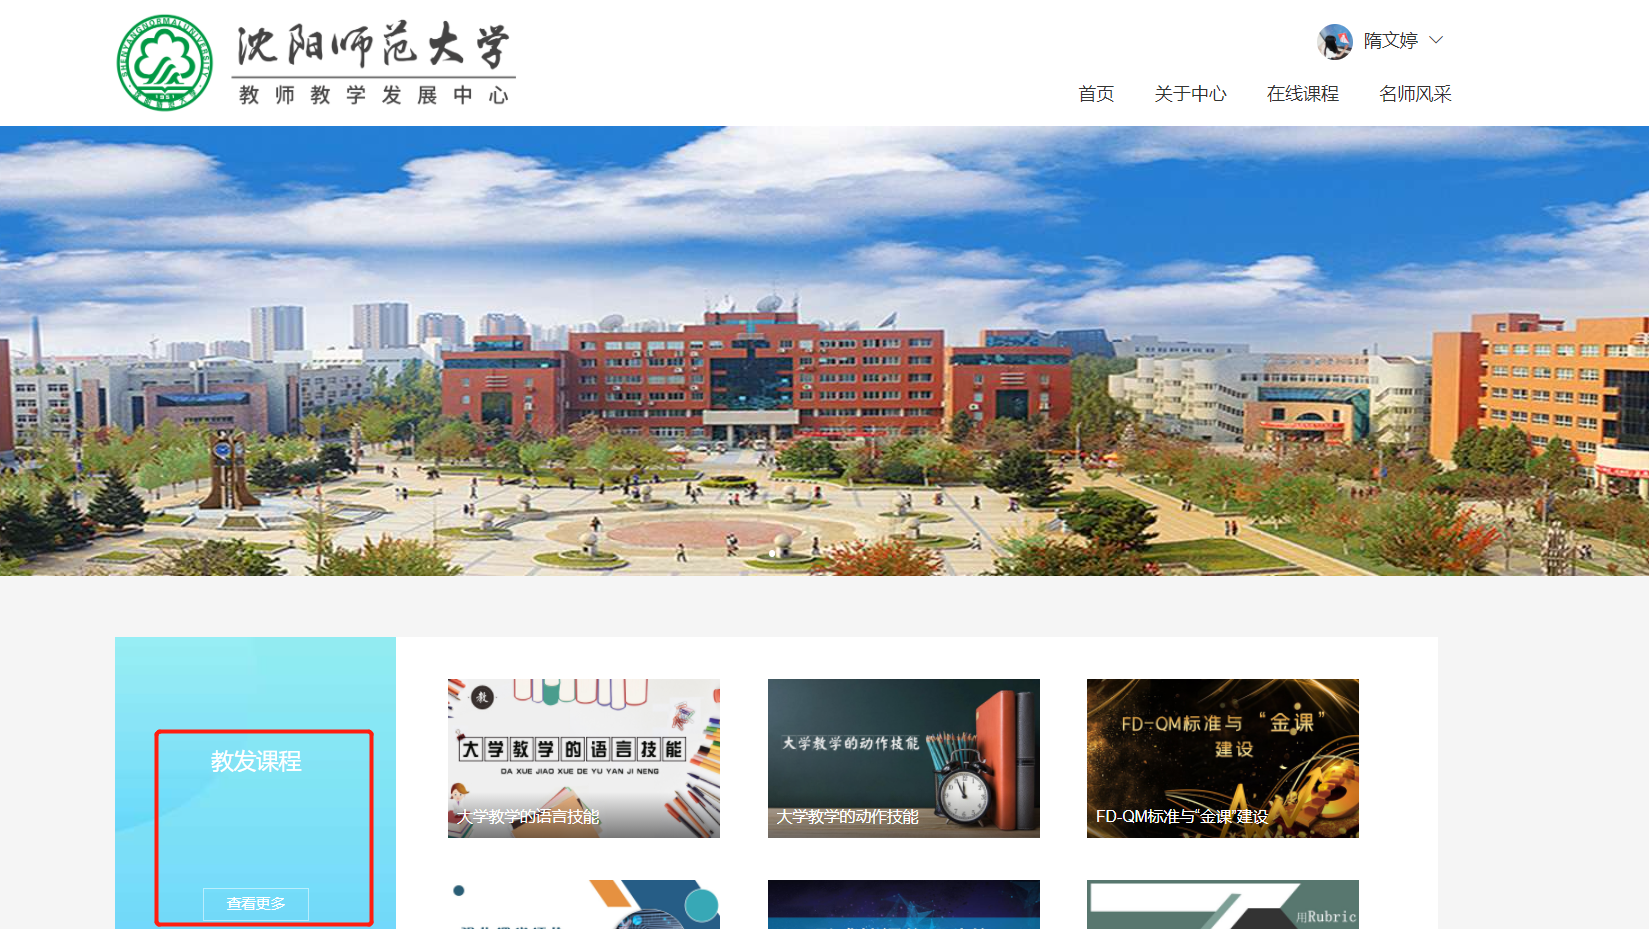 沈阳师范大学
教师教学发展中心
隋文婷
首页 关于中心 在线课程 名师风采
教发课程
查看更多
教
大学教学的语言技能
DA XUE JIAO XUE DE YU YAN JI NENG
大学教学的语言技能
大学教学的动作技能
大学教学的动作技能
FD-QM标准与“金课”
建设
FD-QM标准与“金课”建设
用Rubric